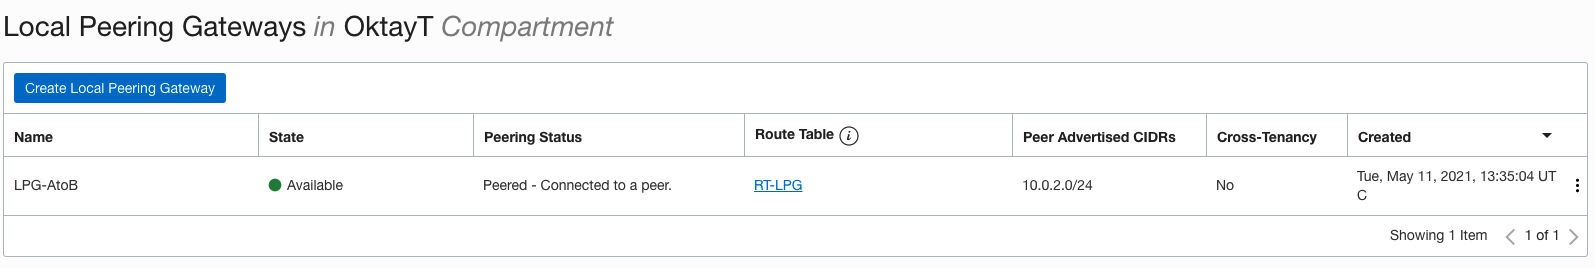 Local Peering Gateways in OktayT Compartment
Create Local Peering Gateway
Name State Peering Status Route Table i Peer Advertised CIDRs Cross-Tenancy Created
LPG-AtoB Available Peered - Connected to a peer. RT-LPG 10.0.2.0/24 No Tue, May 11, 2021, 13:35:04 UT
C
Showing 1 Item 1 of 1